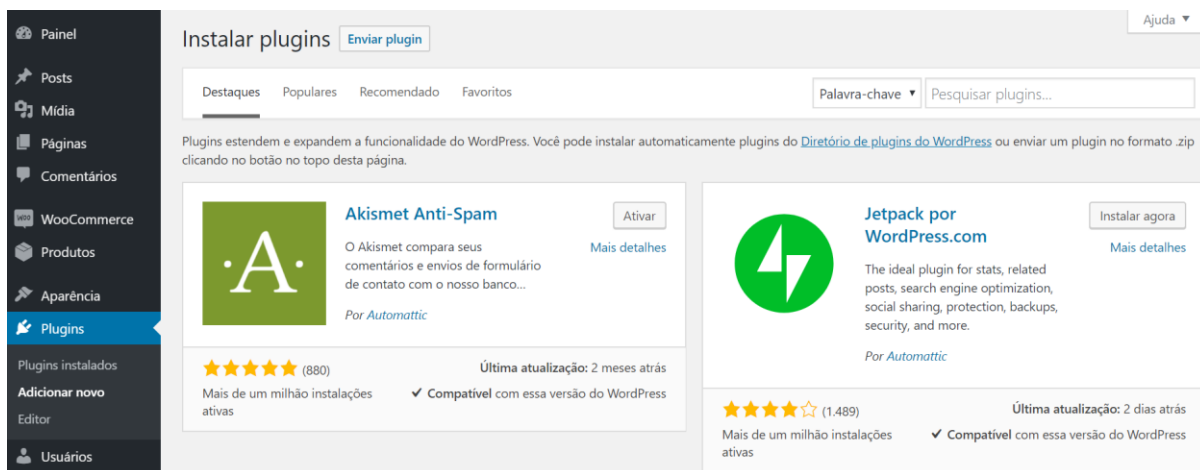 Ajuda ▼
Painel
Posts
Mídia
Páginas
Comentários
WOO WooCommerce
Produtos
Aparência
Plugins
Plugins instalados
Adicionar novo
Editor
Usuários
Instalar plugins Enviar plugin
Destaques Populares Recomendado Favoritos Palavra-chave ▼ Pesquisar plugins...
Plugins estendem e expandem a funcionalidade do WordPress. Você pode instalar automaticamente plugins do Diretório de plugins do WordPress ou enviar um plugin no formato .zip
clicando no botão no topo desta página.
·A·
Akismet Anti-Spam
Ativar
Mais detalhes
O Akismet compara seus
comentários e envios de formulário
de contato com o nosso banco...
Por Automattic
(880)
Mais de um milhão instalações
ativas
Última atualização: 2 meses atrás
✔ Compatível com essa versão do WordPress
Jetpack por
WordPress.com
Instalar agora
Mais detalhes
The ideal plugin for stats, related
posts, search engine optimization,
social sharing, protection, backups,
security, and more.
Por Automattic
(1.489)
Mais de um milhão instalações
ativas
Última atualização: 2 dias atrás
✔ Compatível com essa versão do WordPress